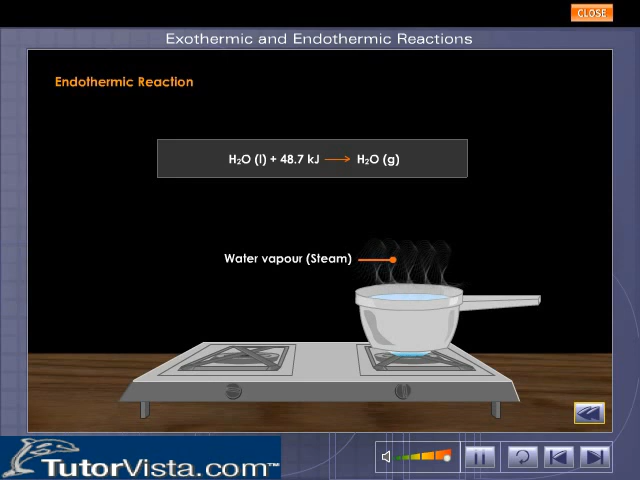 CLOSE
Exothermic and Endothermic Reactions
Endothermic Reaction
H₂O (l) + 48.7 kJ ⟶ H₂O (g)
Water vapour (Steam)
TutorVista.com™